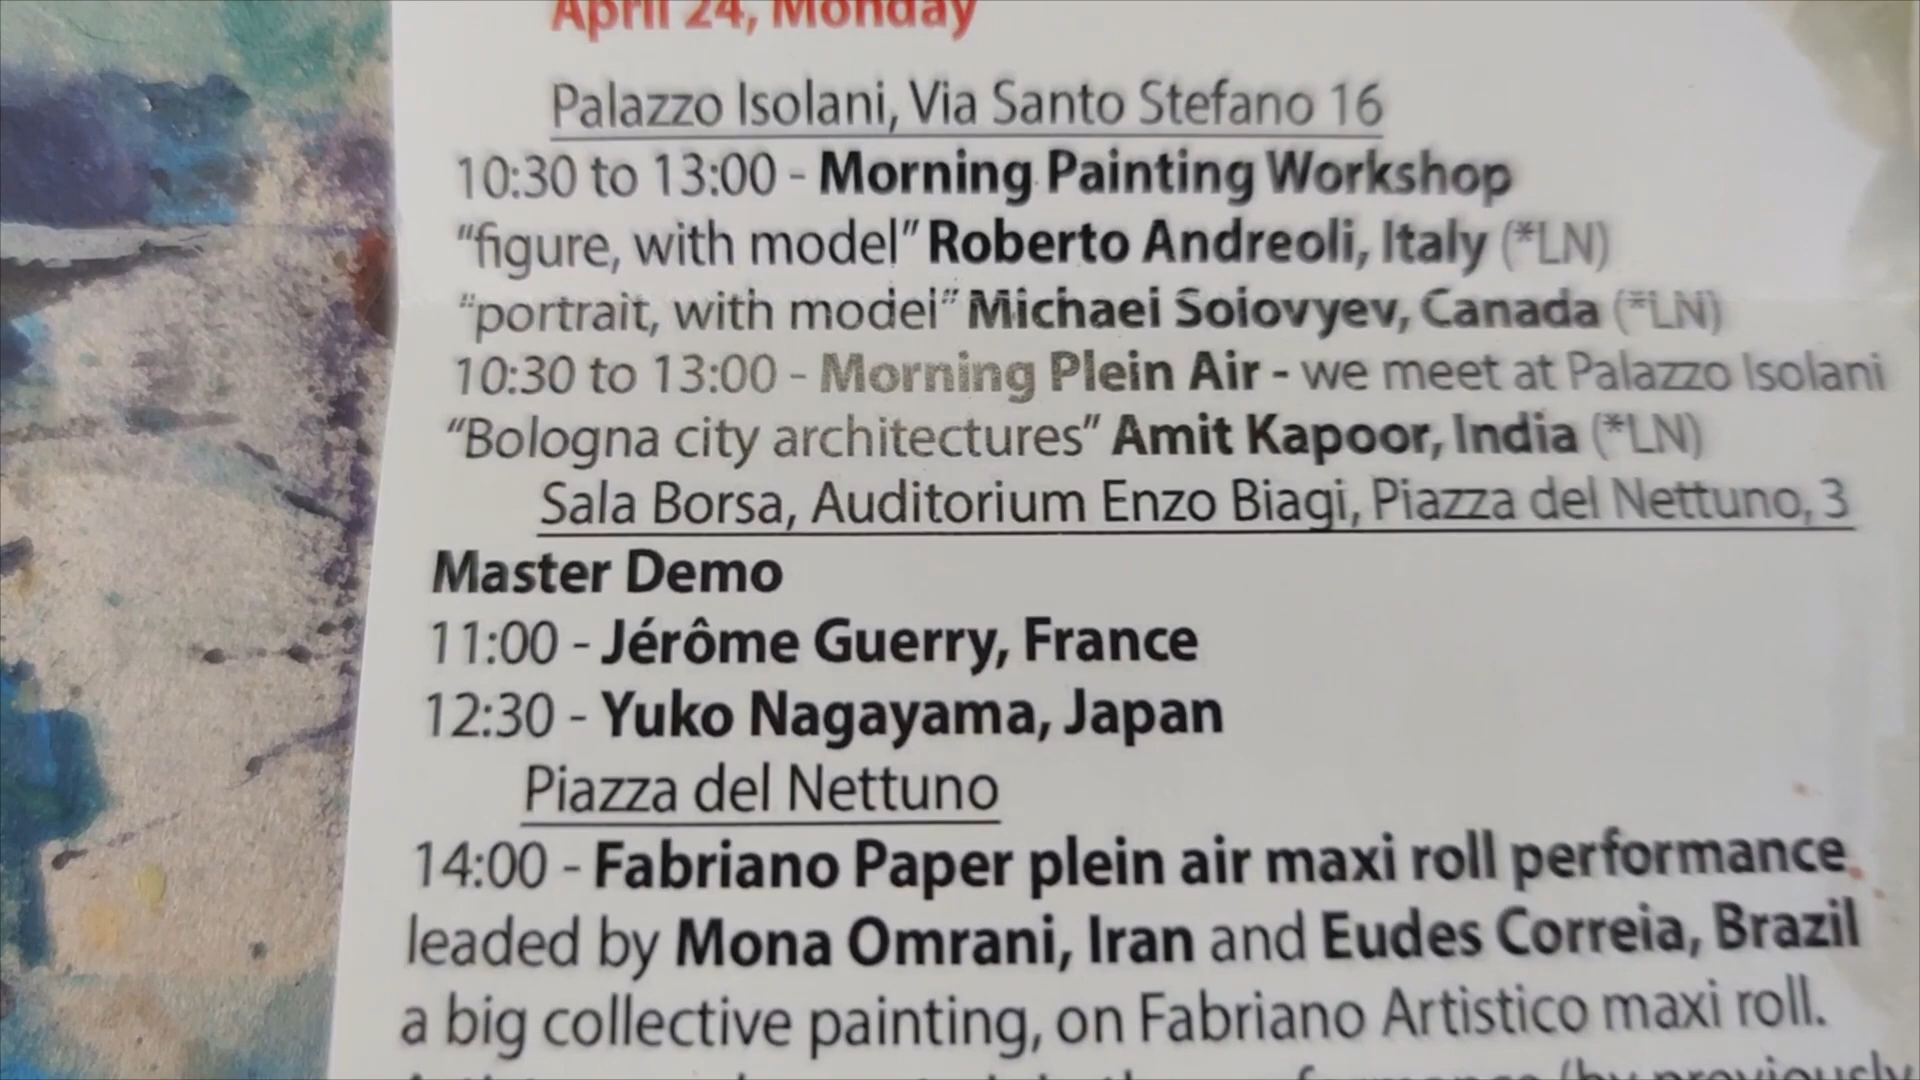 April 24, Monday
Palazzo Isolani, Via Santo Stefano 16
10:30 to 13:00 - Morning Painting Workshop
“figure, with model” Roberto Andreoli, Italy (*LN)
“portrait, with model” Michaei Soiovyev, Canada (*LN)
10:30 to 13:00 - Morning Plein Air - we meet at Palazzo Isolani
“Bologna city architectures” Amit Kapoor, India (*LN)
Sala Borsa, Auditorium Enzo Biagi, Piazza del Nettuno, 3
Master Demo
11:00 - Jérôme Guerry, France
12:30 - Yuko Nagayama, Japan
Piazza del Nettuno
14:00 - Fabriano Paper plein air maxi roll performance
leaded by Mona Omrani, Iran and Eudes Correia, Brazil
a big collective painting, on Fabriano Artistico maxi roll.
(by previously